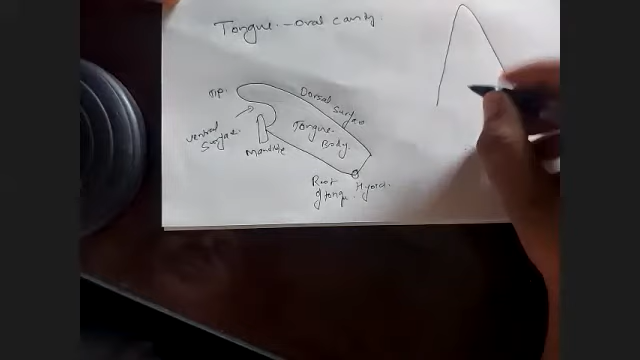 Tongue. - oral cavity.
Tip.
Dorsal
Surface
Ventral
Surface.
Tongue.
Body.
Mandible
Root
of tongue.
Hyoid.